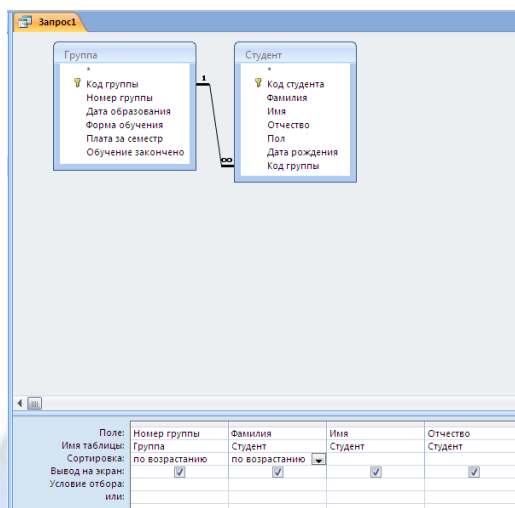 Запрос1
Группа
*
Код группы
Номер группы
Дата образования
Форма обучения
Плата за семестр
Обучение закончено
1
∞
Студент
*
Код студента
Фамилия
Имя
Отчество
Пол
Дата рождения
Код группы
Поле: Номер группы Фамилия Имя Отчество
Имя таблицы: Группа Студент Студент Студент
Сортировка: по возрастанию по возрастанию
Вывод на экран:
Условие отбора:
или: